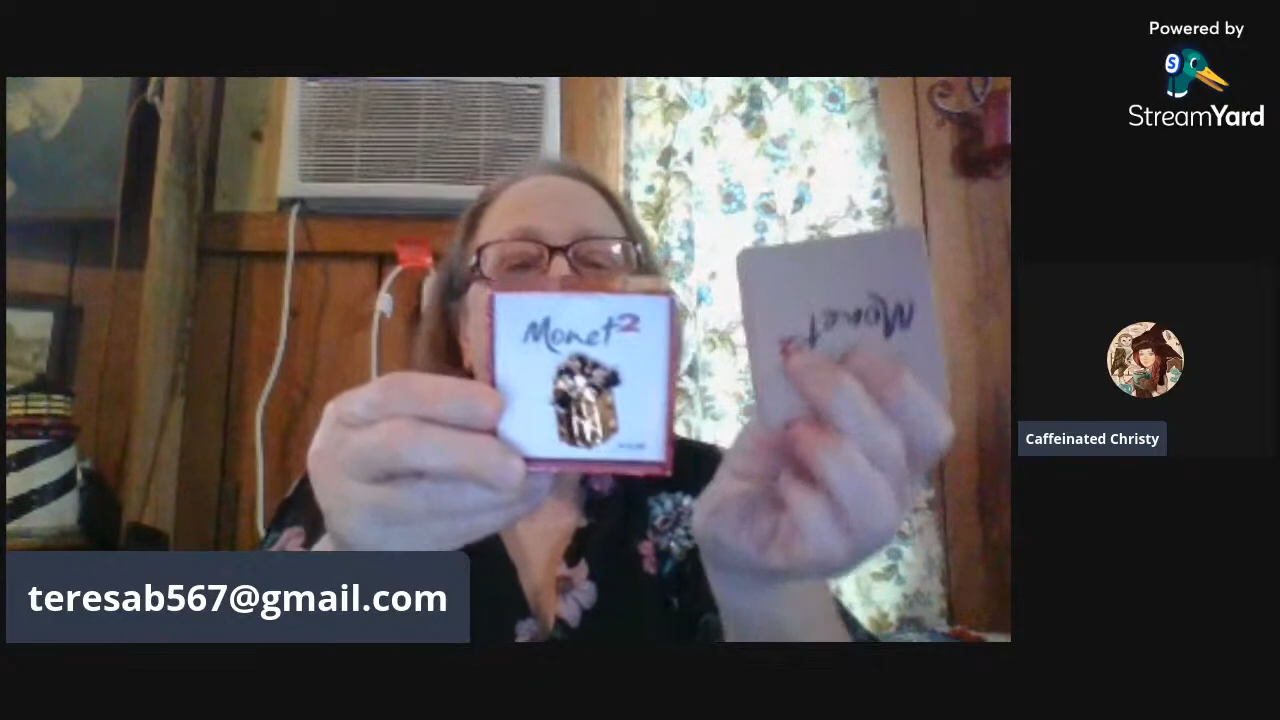 Powered by
S
StreamYard
Monet2
Monet2
Caffeinated Christy
teresab567@gmail.com